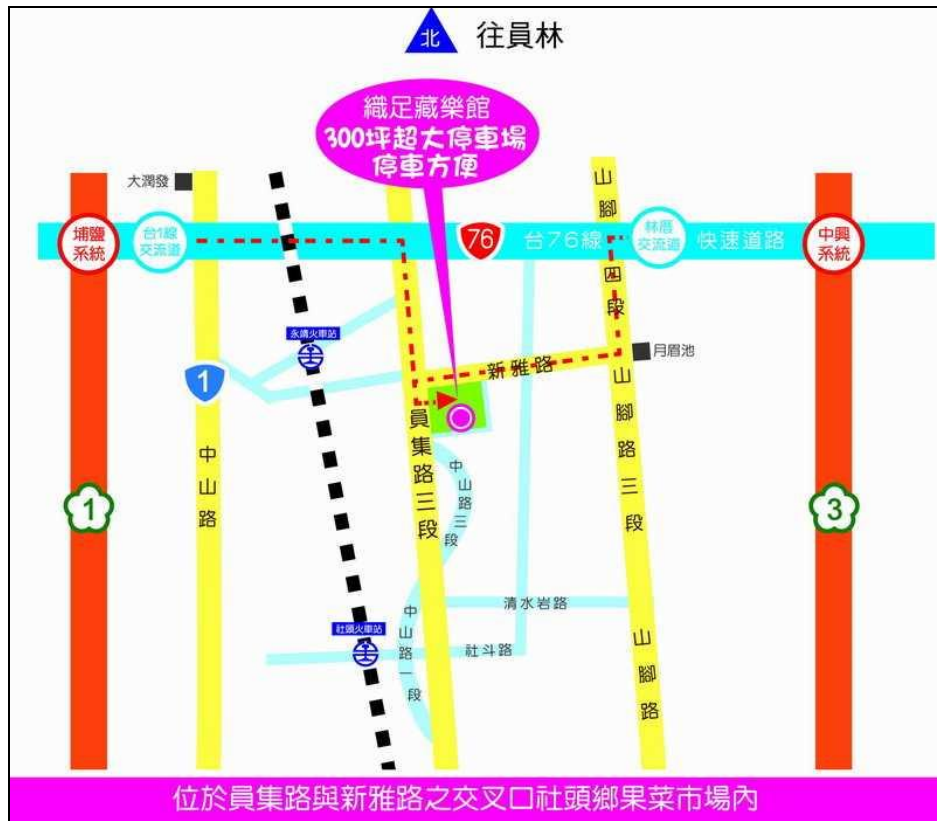 北 往員林
織足藏樂館
300坪超大停車場
停車方便
大潤發
山腳路四段
埔鹽
系統
台1線
交流道
76
台76線
林厝
交流道
快速道路
中興
系統
永靖火車站
新雅路
月眉池
1
中山路
員集路三段
中山路三段
山腳路三段
1
3
清水岩路
社頭火車站
中山路一段
社斗路
山腳路
位於員集路與新雅路之交叉口社頭鄉果菜市場內